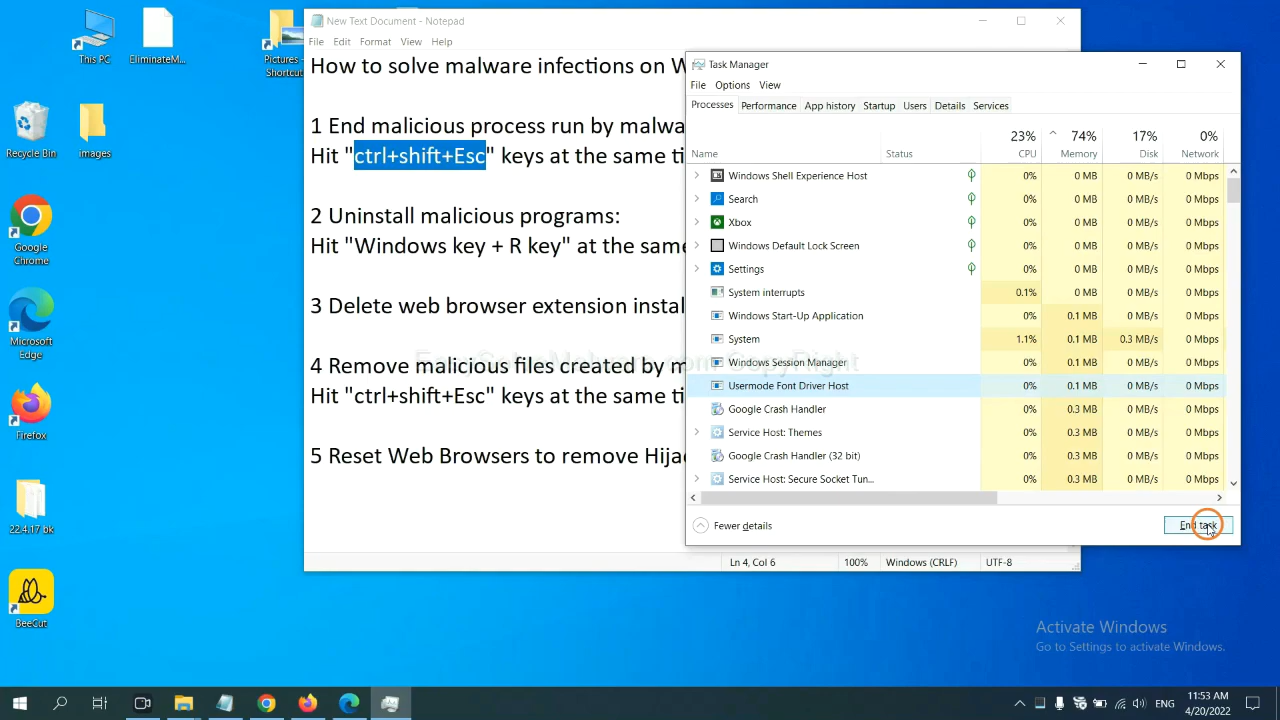 This PC
EliminateM...
Pictures -
Shortcut
Recycle Bin
images
Google
Chrome
Microsoft
Edge
Firefox
22.4.17 bk
BeeCut
New Text Document - Notepad
File Edit Format View Help
How to solve malware infections on W
1 End malicious process run by malwa
Hit "ctrl+shift+Esc" keys at the same ti
2 Uninstall malicious programs:
Hit "Windows key + R key" at the same
3 Delete web browser extension instal
4 Remove malicious files created by m
Hit "ctrl+shift+Esc" keys at the same ti
5 Reset Web Browsers to remove Hijac
Ln 4, Col 6 100% Windows (CRLF) UTF-8
Task Manager
File Options View
Processes Performance App history Startup Users Details Services
23% 74% 17% 0%
Name Status CPU Memory Disk Network
Windows Shell Experience Host 0% 0 MB 0 MB/s 0 Mbps
Search 0% 0 MB 0 MB/s 0 Mbps
Xbox 0% 0 MB 0 MB/s 0 Mbps
Windows Default Lock Screen 0% 0 MB 0 MB/s 0 Mbps
Settings 0% 0 MB 0 MB/s 0 Mbps
System interrupts 0.1% 0 MB 0 MB/s 0 Mbps
Windows Start-Up Application 0% 0.1 MB 0 MB/s 0 Mbps
System 1.1% 0.1 MB 0.3 MB/s 0 Mbps
Windows Session Manager 0% 0.1 MB 0 MB/s 0 Mbps
Usermode Font Driver Host 0% 0.1 MB 0 MB/s 0 Mbps
Google Crash Handler 0% 0.3 MB 0 MB/s 0 Mbps
Service Host: Themes 0% 0.3 MB 0 MB/s 0 Mbps
Google Crash Handler (32 bit) 0% 0.3 MB 0 MB/s 0 Mbps
Service Host: Secure Socket Tun... 0% 0.3 MB 0 MB/s 0 Mbps
Fewer details End task
CopyRight
Activate Windows
Go to Settings to activate Windows.
ENG
11:53 AM
4/20/2022